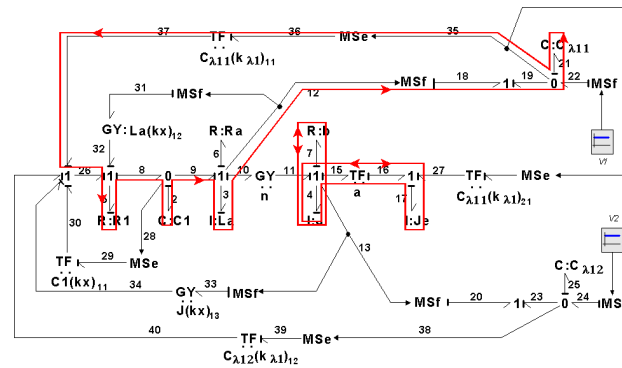 37 TF 36 MSe 35
C λ11(k λ1)11
C:C λ11
21
31 MSf
MSf 18 1 19 0 22 MSf
12
GY: La(kx)12
R:Ra R:b
V1
32 6 7
1 26 1 8 0 9 1 10 GY 11 1 15 TF 16 1 27 TF MSe
n a
5 2 3 4 17
R:R1 C:C1 I:La I:J I:Je
C λ11(k λ1)21
30 28 13
V2
TF 29 MSe
C1(kx)11
C:C λ12
34 GY 33 MSf
25
J(kx)13
MSf 20 1 23 0 24 MS
40 TF 39 MSe 38
C λ12(k λ1)12